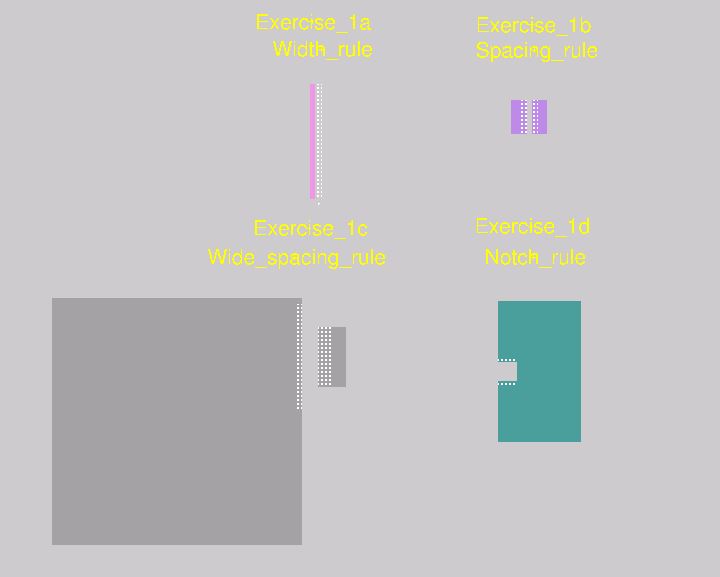 Exercise_1a
Width_rule
Exercise_1b
Spacing_rule
Exercise_1c
Wide_spacing_rule
Exercise_1d
Notch_rule